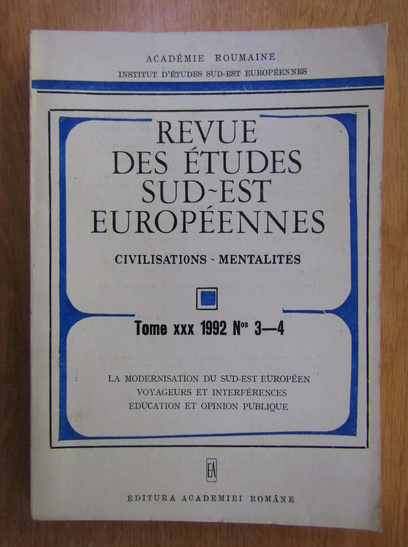 ACADÉMIE ROUMAINE
INSTITUT D'ÉTUDES SUD-EST EUROPÉENNES
REVUE
DES ÉTUDES
SUD-EST
EUROPÉENNES
CIVILISATIONS - MENTALITÉS
Tome xxx 1992 Nos 3—4
LA MODERNISATION DU SUD-EST EUROPÉEN
VOYAGEURS ET INTERFÉRENCES
EDUCATION ET OPINION PUBLIQUE
EA
EDITURA ACADEMIEI ROMÂNE